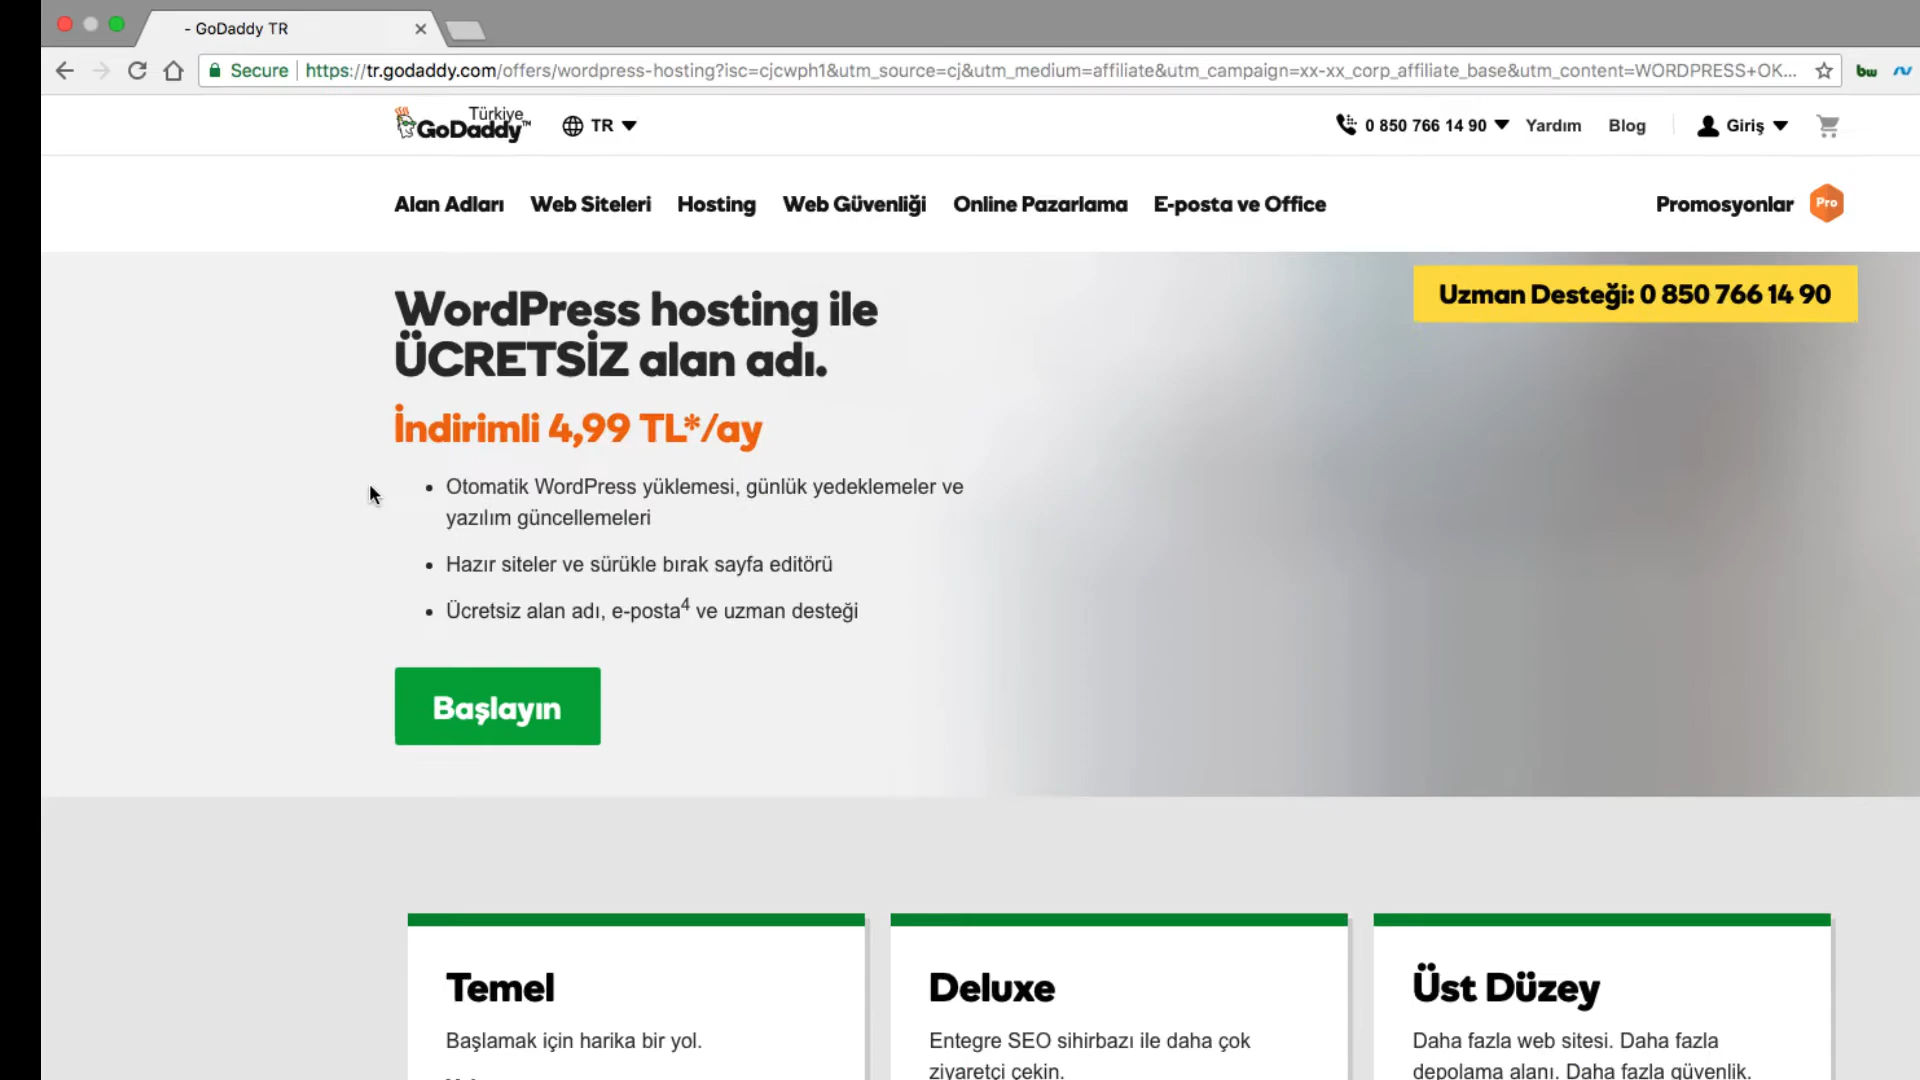 - GoDaddy TR
Secure https://tr.godaddy.com/offers/wordpress-hosting?isc=cjcwph1&utm_source=cj&utm_medium=affiliate&utm_campaign=xx-xx_corp_affiliate_base&utm_content=WORDPRESS+OK... bw
Türkiye
GoDaddy™ TR 0 850 766 14 90 Yardım Blog Giriş
Alan Adları Web Siteleri Hosting Web Güvenliği Online Pazarlama E-posta ve Office Promosyonlar Pro
Uzman Desteği: 0 850 766 14 90
WordPress hosting ile
ÜCRETSİZ alan adı.
İndirimli 4,99 TL*/ay
• Otomatik WordPress yüklemesi, günlük yedeklemeler ve
yazılım güncellemeleri
• Hazır siteler ve sürükle bırak sayfa editörü
• Ücretsiz alan adı, e-posta4 ve uzman desteği
Başlayın
Temel
Başlamak için harika bir yol.
Deluxe
Entegre SEO sihirbazı ile daha çok
ziyaretçi çekin.
Üst Düzey
Daha fazla web sitesi. Daha fazla
depolama alanı. Daha fazla güvenlik.